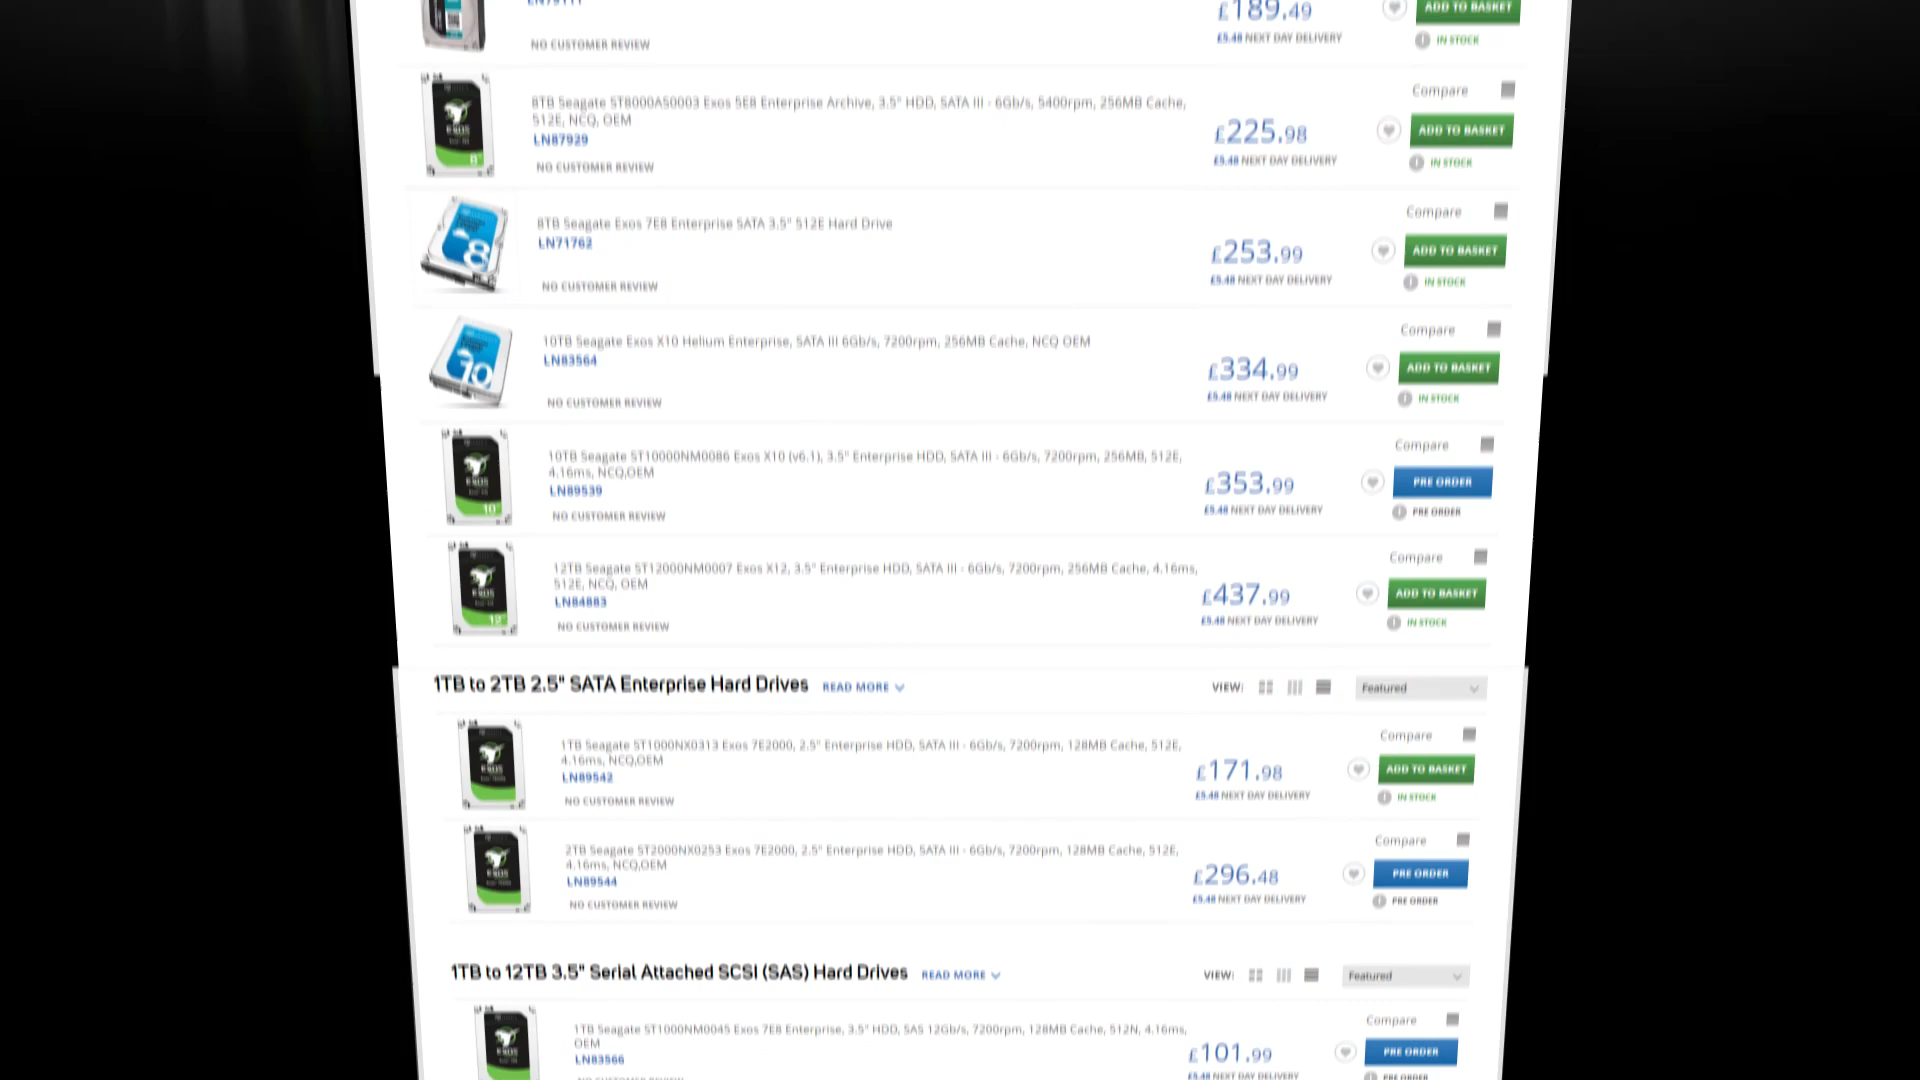 £189.49
ADD TO BASKET
NO CUSTOMER REVIEW
£5.48 NEXT DAY DELIVERY
IN STOCK
8TB Seagate ST8000AS0003 Exos 5E8 Enterprise Archive, 3.5" HDD, SATA III - 6Gb/s, 5400rpm, 256MB Cache,
512E, NCQ, OEM
LN87929
NO CUSTOMER REVIEW
£225.98
£5.48 NEXT DAY DELIVERY
Compare
ADD TO BASKET
IN STOCK
8TB Seagate Exos 7E8 Enterprise SATA 3.5" 512E Hard Drive
LN71762
NO CUSTOMER REVIEW
£253.99
£5.48 NEXT DAY DELIVERY
Compare
ADD TO BASKET
IN STOCK
10TB Seagate Exos X10 Helium Enterprise, SATA III 6Gb/s, 7200rpm, 256MB Cache, NCQ OEM
LN83564
NO CUSTOMER REVIEW
£334.99
£5.48 NEXT DAY DELIVERY
Compare
ADD TO BASKET
IN STOCK
10TB Seagate ST10000NM0086 Exos X10 (v6.1), 3.5" Enterprise HDD, SATA III - 6Gb/s, 7200rpm, 256MB, 512E,
4.16ms, NCQ,OEM
LN89539
NO CUSTOMER REVIEW
£353.99
£5.48 NEXT DAY DELIVERY
Compare
PRE ORDER
PRE ORDER
12TB Seagate ST12000NM0007 Exos X12, 3.5" Enterprise HDD, SATA III - 6Gb/s, 7200rpm, 256MB Cache, 4.16ms,
512E, NCQ, OEM
LN84883
NO CUSTOMER REVIEW
£437.99
£5.48 NEXT DAY DELIVERY
Compare
ADD TO BASKET
IN STOCK
1TB to 2TB 2.5" SATA Enterprise Hard Drives READ MORE
VIEW: Featured
1TB Seagate ST1000NX0313 Exos 7E2000, 2.5" Enterprise HDD, SATA III - 6Gb/s, 7200rpm, 128MB Cache, 512E,
4.16ms, NCQ,OEM
LN89542
NO CUSTOMER REVIEW
£171.98
£5.48 NEXT DAY DELIVERY
Compare
ADD TO BASKET
IN STOCK
2TB Seagate ST2000NX0253 Exos 7E2000, 2.5" Enterprise HDD, SATA III - 6Gb/s, 7200rpm, 128MB Cache, 512E,
4.16ms, NCQ,OEM
LN89544
NO CUSTOMER REVIEW
£296.48
£5.48 NEXT DAY DELIVERY
Compare
PRE ORDER
PRE ORDER
1TB to 12TB 3.5" Serial Attached SCSI (SAS) Hard Drives READ MORE
VIEW: Featured
1TB Seagate ST1000NM0045 Exos 7E8 Enterprise, 3.5" HDD, SAS 12Gb/s, 7200rpm, 128MB Cache, 512N, 4.16ms,
OEM
LN83566
£101.99
£5.48 NEXT DAY DELIVERY
Compare
PRE ORDER
PRE ORDER